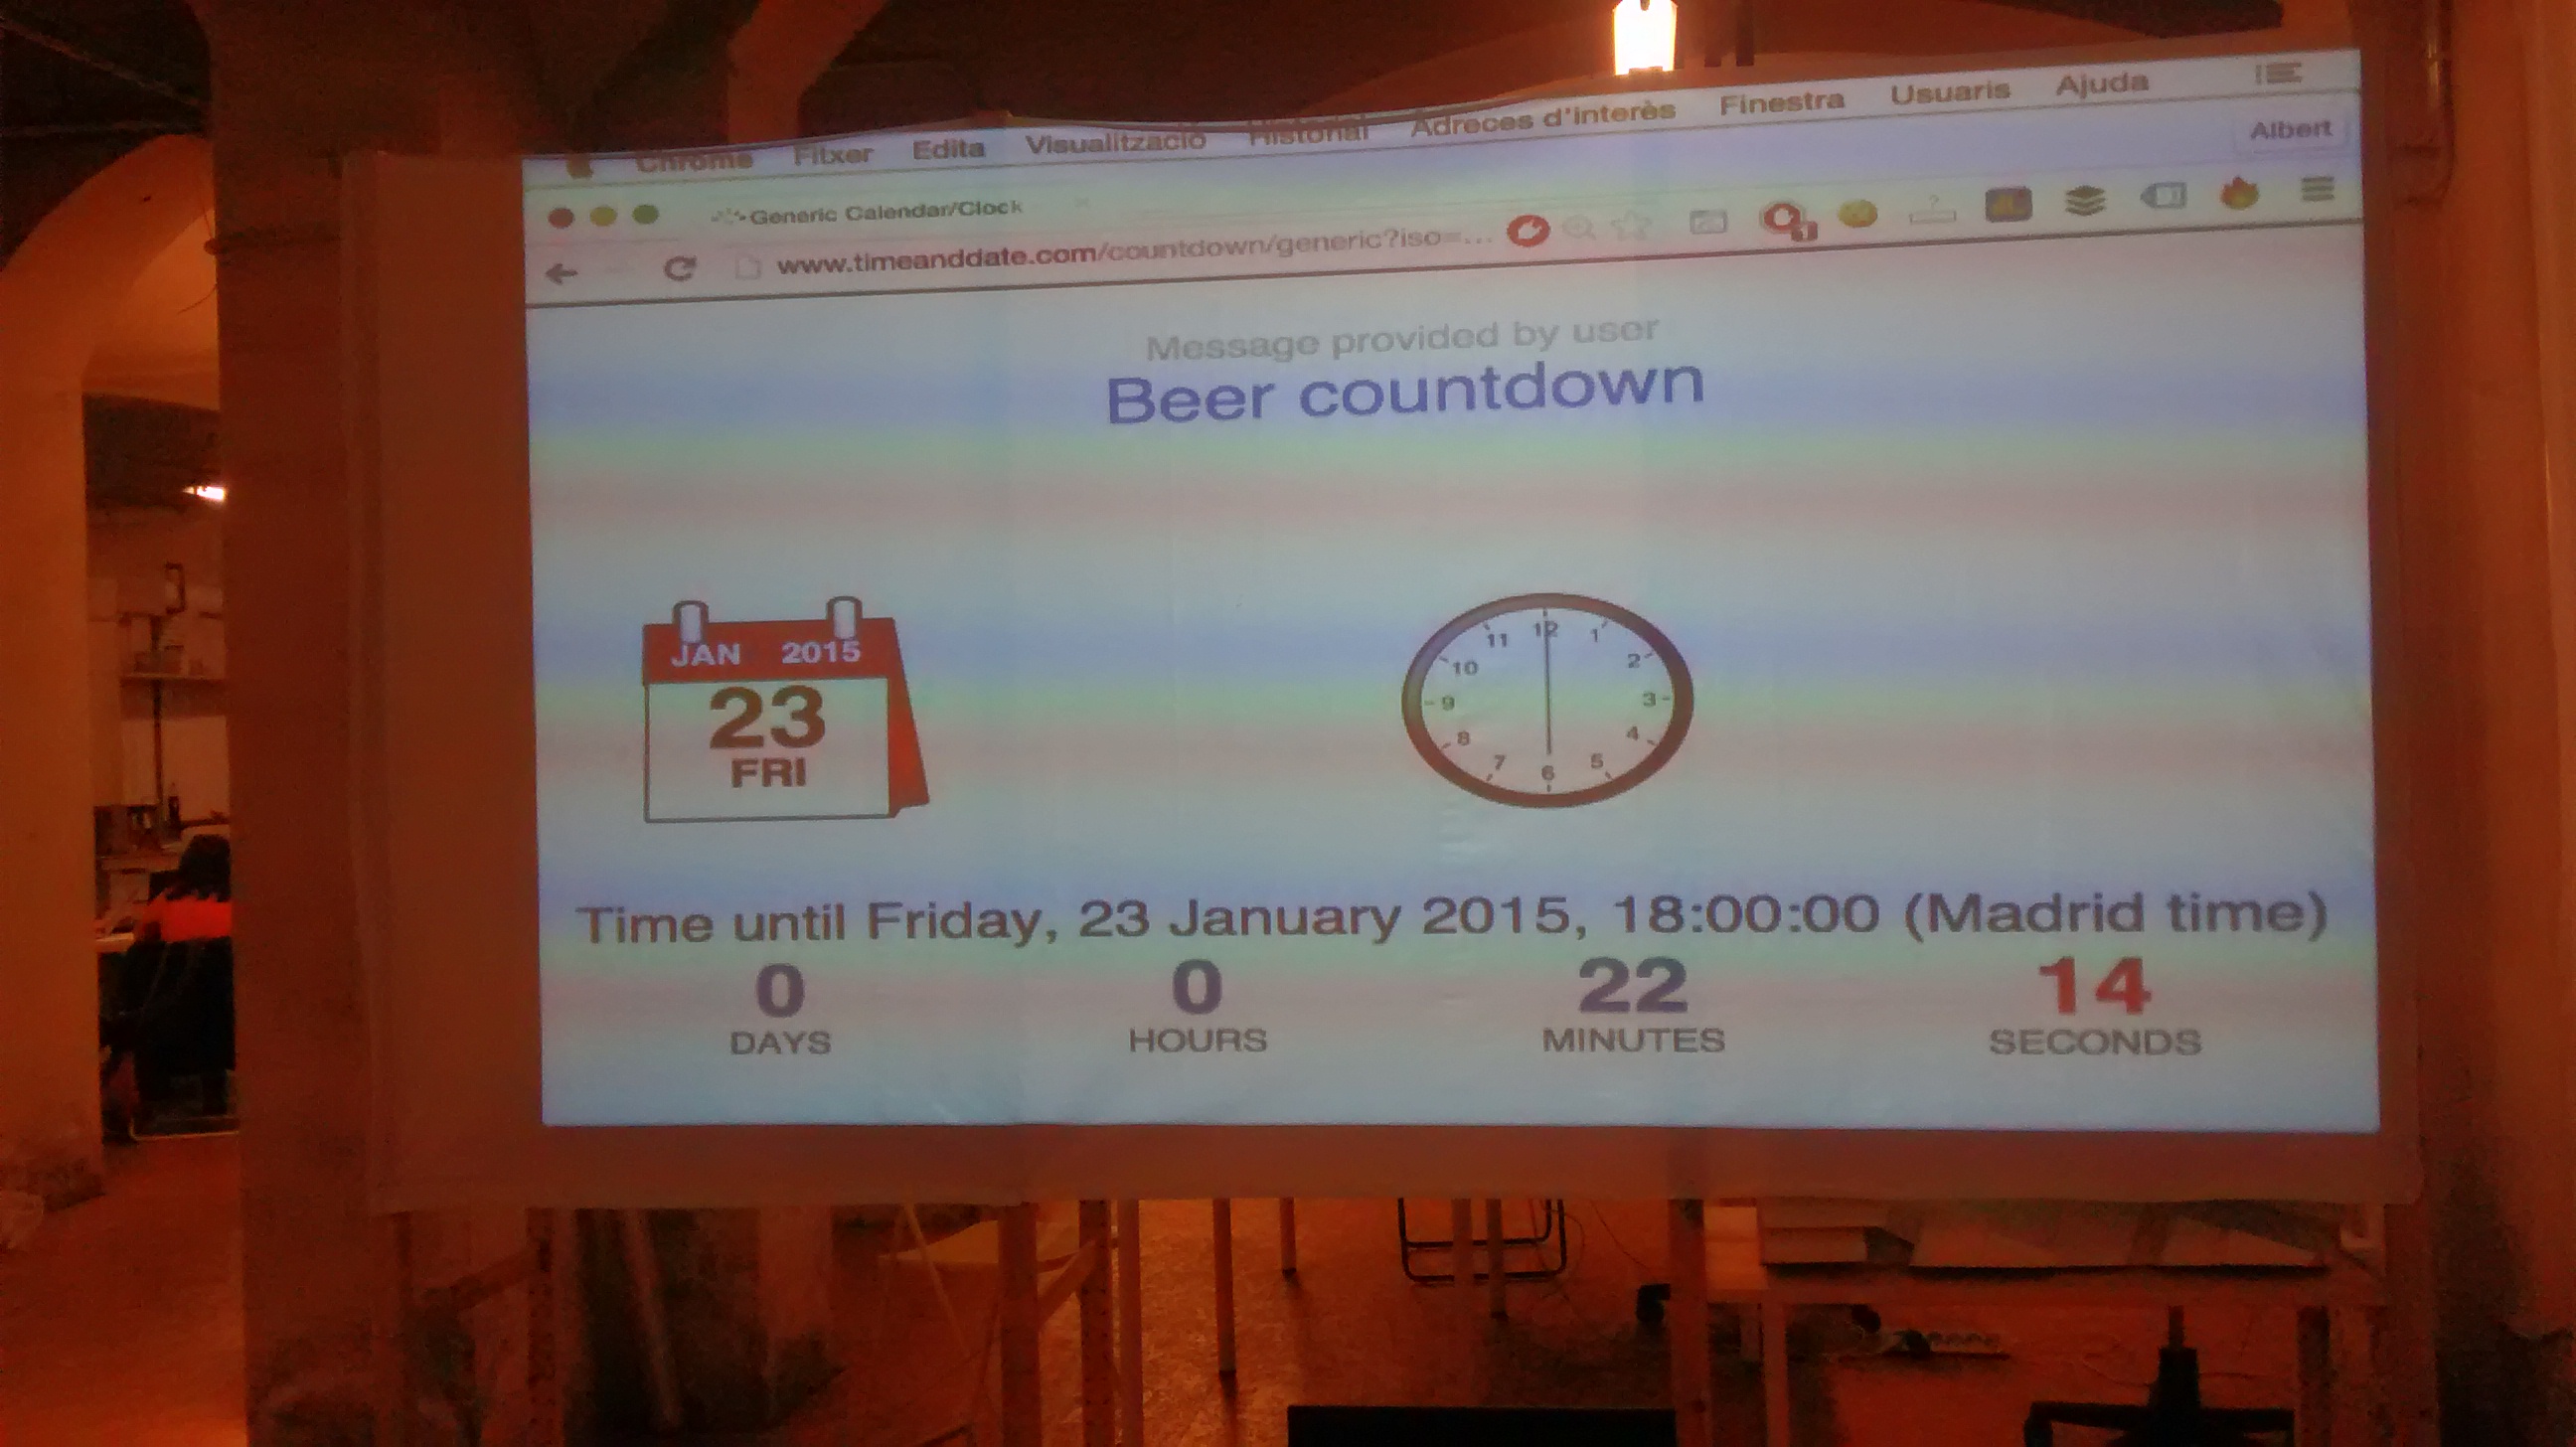 Chrome Fitxer Edita Visualització Historial Adreces d'interès Finestra Usuaris Ajuda
Albert
Generic Calendar/Clock
www.timeanddate.com/countdown/generic?iso=...
Message provided by user
Beer countdown
JAN 2015
23
FRI
12
11 1
10 2
9 3
8 4
7 5
6
Time until Friday, 23 January 2015, 18:00:00 (Madrid time)
0 0 22 14
DAYS HOURS MINUTES SECONDS